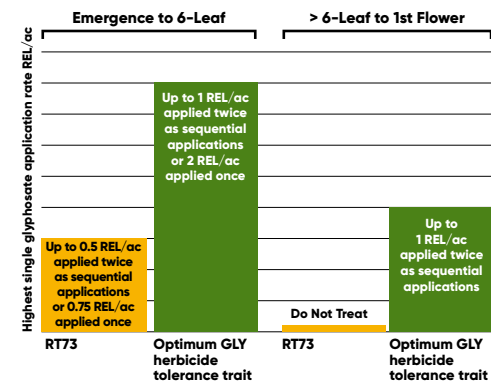 Emergence to 6-Leaf
> 6-Leaf to 1st Flower
Highest single glyphosate application rate REL/ac
Up to 1 REL/ac
applied twice
as sequential
applications
or 2 REL/ac
applied once
Up to 0.5 REL/ac
applied twice
as sequential
applications
or 0.75 REL/ac
applied once
Up to
1 REL/ac
applied twice
as sequential
applications
Do Not Treat
RT73
Optimum GLY
herbicide
tolerance trait
RT73
Optimum GLY
herbicide
tolerance trait